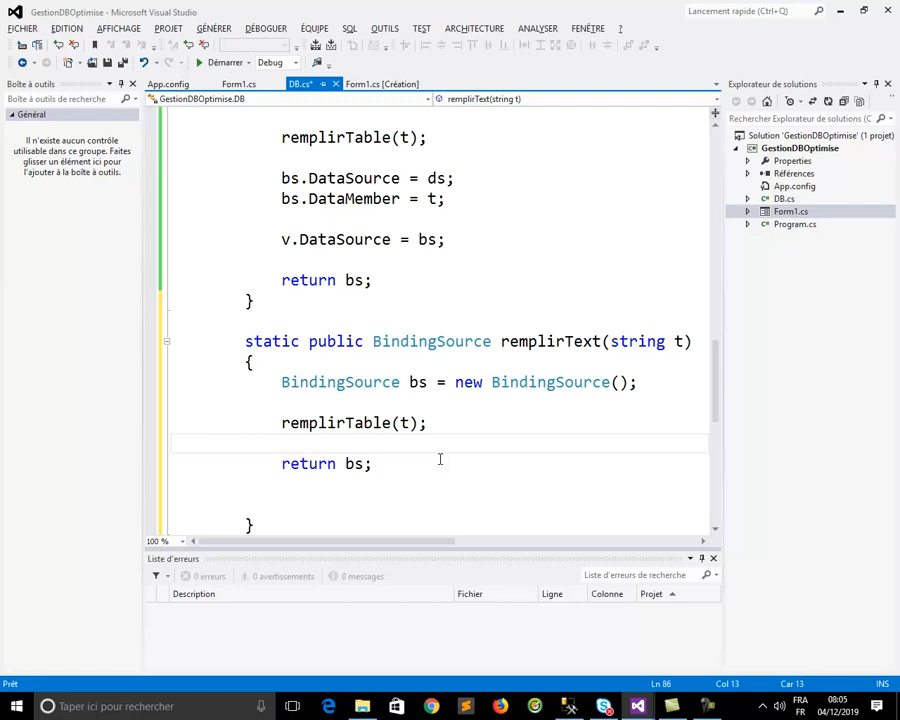 GestionDBOptimise - Microsoft Visual Studio
Lancement rapide (Ctrl+Q)
FICHIER EDITION AFFICHAGE PROJET GÉNÉRER DÉBOGUER ÉQUIPE SQL OUTILS TEST ARCHITECTURE ANALYSER FENÊTRE ?
Démarrer Debug
Boîte à outils
App.config Form1.cs DB.cs* Form1.cs [Création]
Explorateur de solutions
Boîte à outils de recherche
GestionDBOptimise.DB remplirText(string t)
Général
Il n'existe aucun contrôle
utilisable dans ce groupe. Faites
glisser un élément ici pour
l'ajouter à la boîte à outils.
remplirTable(t);
bs.DataSource = ds;
bs.DataMember = t;
v.DataSource = bs;
return bs;
}
static public BindingSource remplirText(string t)
{
BindingSource bs = new BindingSource();
remplirTable(t);
return bs;
}
100 %
Rechercher Explorateur de solutions (C
Solution 'GestionDBOptimise' (1 projet)
GestionDBOptimise
Properties
Références
App.config
DB.cs
Form1.cs
Program.cs
Liste d'erreurs
0 erreurs 0 avertissements 0 messages
Liste d'erreurs de recherche
Description Fichier Ligne Colonne Projet
Prêt Ln 86 Col 13 Car 13 INS
Taper ici pour rechercher
FRA
FR
08:05
04/12/2019